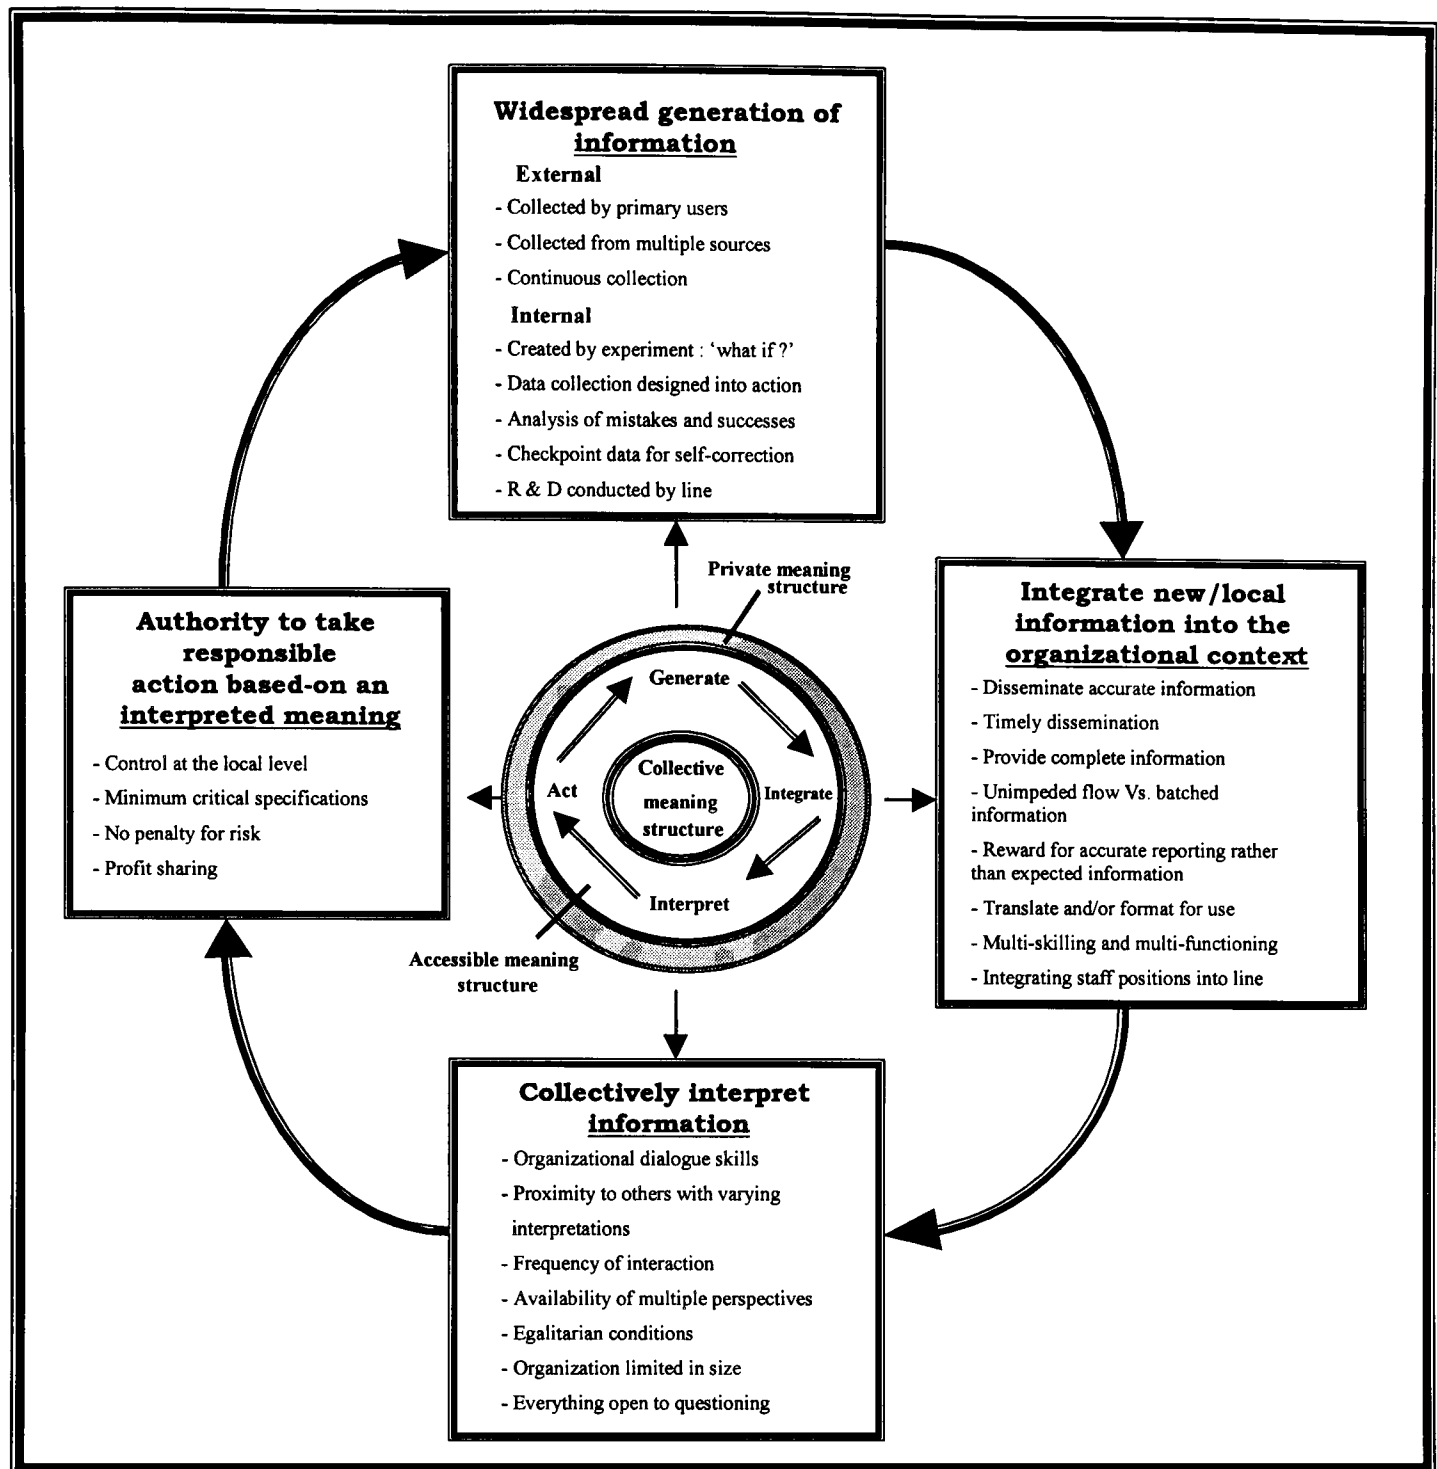 Widespread generation of
information
External
- Collected by primary users
- Collected from multiple sources
- Continuous collection
Internal
- Created by experiment : ‘what if ?’
- Data collection designed into action
- Analysis of mistakes and successes
- Checkpoint data for self-correction
- R & D conducted by line
Private meaning
structure
Integrate new/local
information into the
organizational context
- Disseminate accurate information
- Timely dissemination
- Provide complete information
- Unimpeded flow Vs. batched
information
- Reward for accurate reporting rather
than expected information
- Translate and/or format for use
- Multi-skilling and multi-functioning
- Integrating staff positions into line
Authority to take
responsible
action based-on an
interpreted meaning
- Control at the local level
- Minimum critical specifications
- No penalty for risk
- Profit sharing
Generate
Integrate
Interpret
Act
Collective
meaning
structure
Accessible meaning
structure
Collectively interpret
information
- Organizational dialogue skills
- Proximity to others with varying
interpretations
- Frequency of interaction
- Availability of multiple perspectives
- Egalitarian conditions
- Organization limited in size
- Everything open to questioning